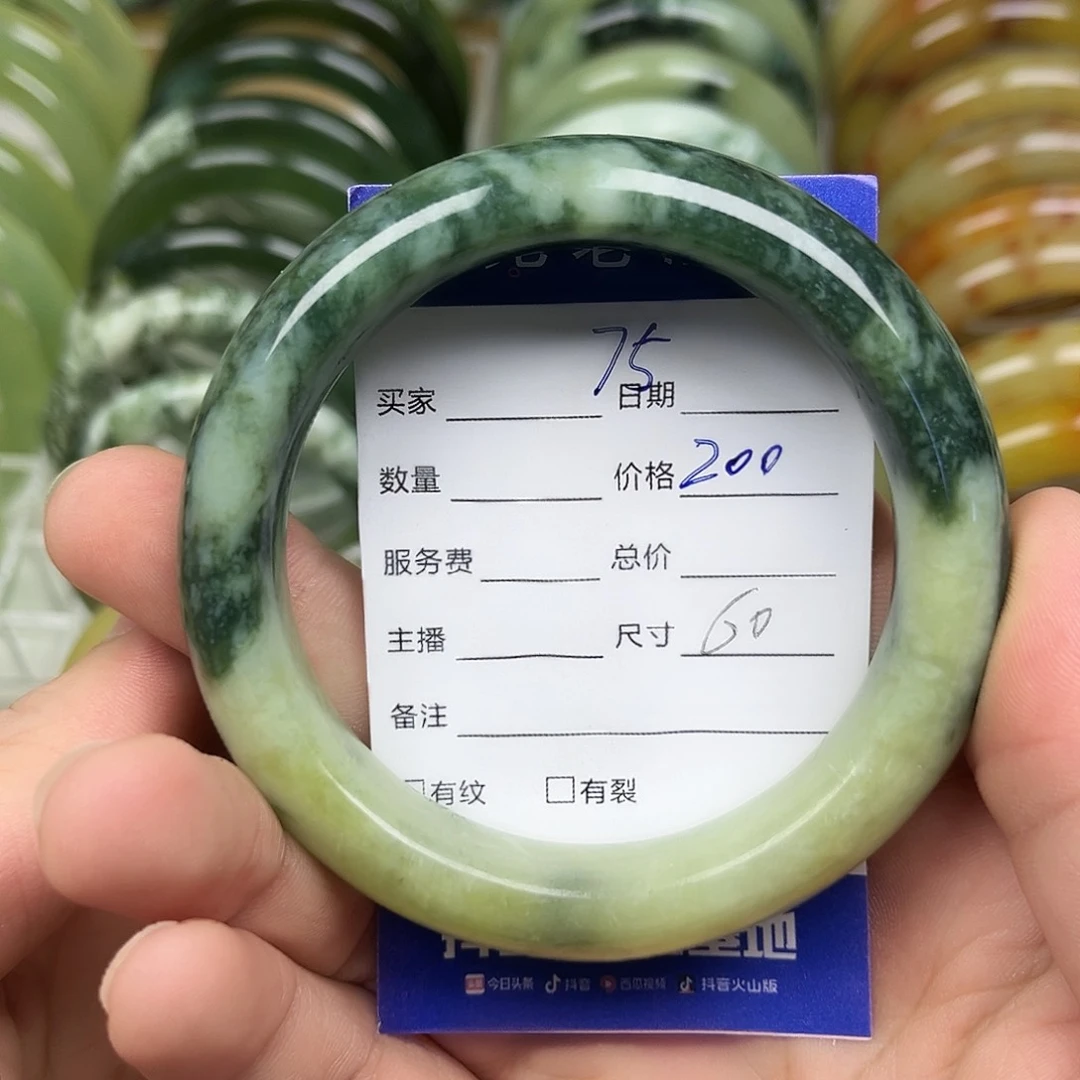 75
买家 日期
数量 价格 200
服务费 总价
主播 尺寸 60
备注
□有纹 □有裂
今日头条 抖音 西瓜视频 抖音火山版